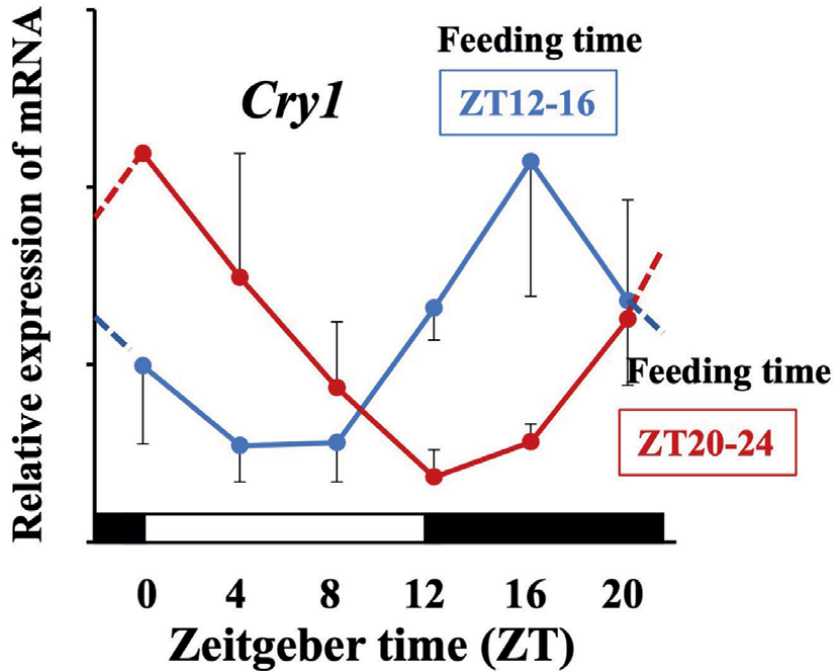 Relative expression of mRNA
Cry1
Feeding time
ZT12-16
Feeding time
ZT20-24
0 4 8 12 16 20
Zeitgeber time (ZT)